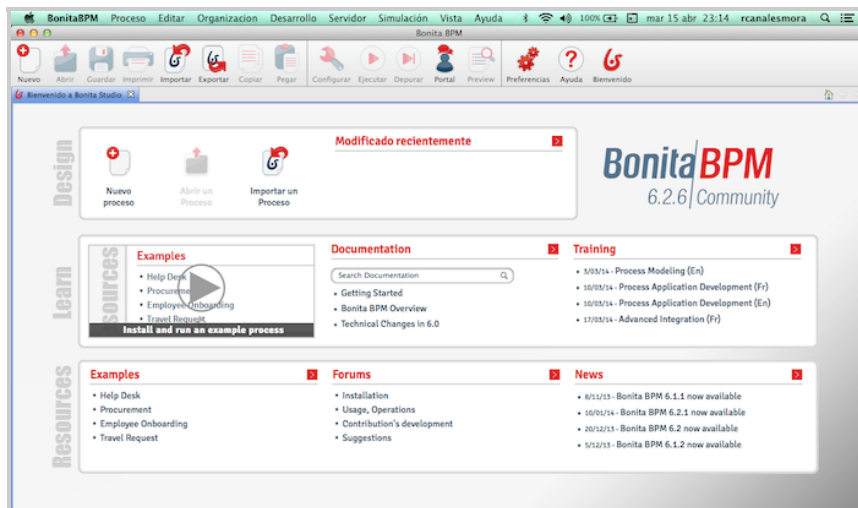 BonitaBPM Proceso Editar Organizacion Desarrollo Servidor Simulación Vista Ayuda 100% mar 15 abr 23:14 rcanalesmora
Bonita BPM
Nuevo Abrir Guardar Imprimir Importar Exportar Copiar Pegar Configurar Ejecutar Depurar Portal Preview Preferencias Ayuda Bienvenido
Bienvenido a Bonita Studio
Design
Nuevo proceso
Abrir un Proceso
Importar un Proceso
Modificado recientemente
BonitaBPM
6.2.6 Community
Learn
Examples
• Help Desk
• Procurement
• Employee Onboarding
• Travel Request
Install and run an example process
Documentation
Search Documentation
• Getting Started
• Bonita BPM Overview
• Technical Changes in 6.0
Training
• 3/03/14 - Process Modeling (En)
• 10/03/14 - Process Application Development (Fr)
• 10/03/14 - Process Application Development (En)
• 17/03/14 - Advanced Integration (Fr)
Resources
Examples
• Help Desk
• Procurement
• Employee Onboarding
• Travel Request
Forums
• Installation
• Usage, Operations
• Contribution's development
• Suggestions
News
• 8/11/13 - Bonita BPM 6.1.1 now available
• 10/01/14 - Bonita BPM 6.2.1 now available
• 20/12/13 - Bonita BPM 6.2 now available
• 5/12/13 - Bonita BPM 6.1.2 now available